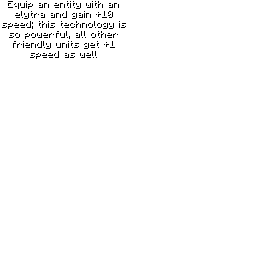 Equip an entity with an
elytra and gain +10
speed; this technology is
so powerful, all other
friendly units get +1
speed as well